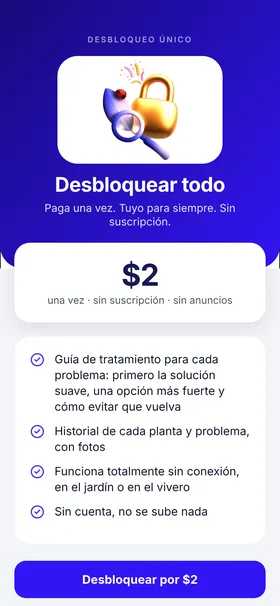 DESBLOQUEO ÚNICO
Desbloquear todo
Paga una vez. Tuyo para siempre. Sin
suscripción.
$2
una vez · sin suscripción · sin anuncios
Guía de tratamiento para cada
problema: primero la solución
suave, una opción más fuerte y
cómo evitar que vuelva
Historial de cada planta y problema,
con fotos
Funciona totalmente sin conexión,
en el jardín o en el vivero
Sin cuenta, no se sube nada
Desbloquear por $2